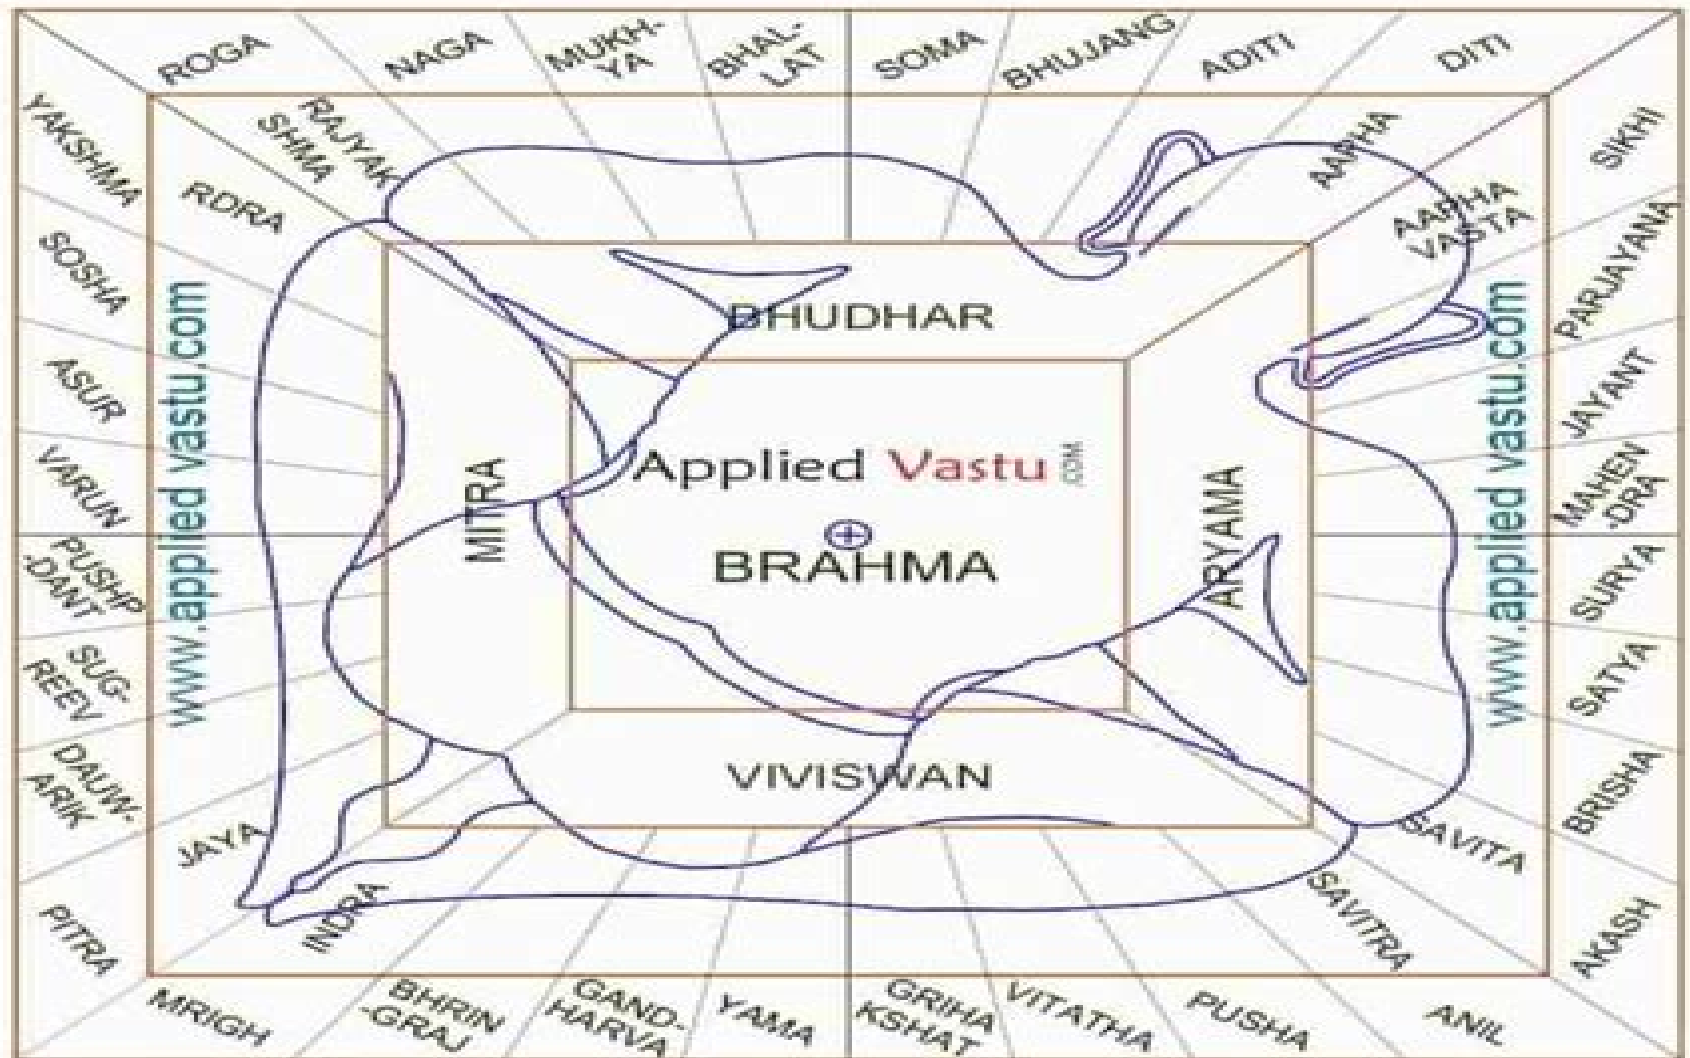 ROGA
NAGA
MUKH-
YA
BHAL-
LAT
SOMA
BHUJANG
ADITI
DITI
YAKSHMA
RAJYAK
SHMA
RDRA
AAPHA
AAPHA
VASTA
SIKHI
SOSHA
PARJAYANA
www.applied vastu.com
BHUDHAR
www.applied vastu.com
ASUR
JAYANT
VARUN
MITRA
Applied Vastu .COM
BRAHMA
ARYAMA
MAHEN
-DRA
PUSHP
.DANT
SURYA
SUG-
REEV
SATYA
DAUW-
ARIK
VIVISWAN
BRISHA
JAYA
SAVITA
PITRA
INDRA
SAVITRA
AKASH
MRIGH
BHRIN
-GRAJ
GAND-
HARVA
YAMA
GRIHA
KSHAT
VITATHA
PUSHA
ANIL